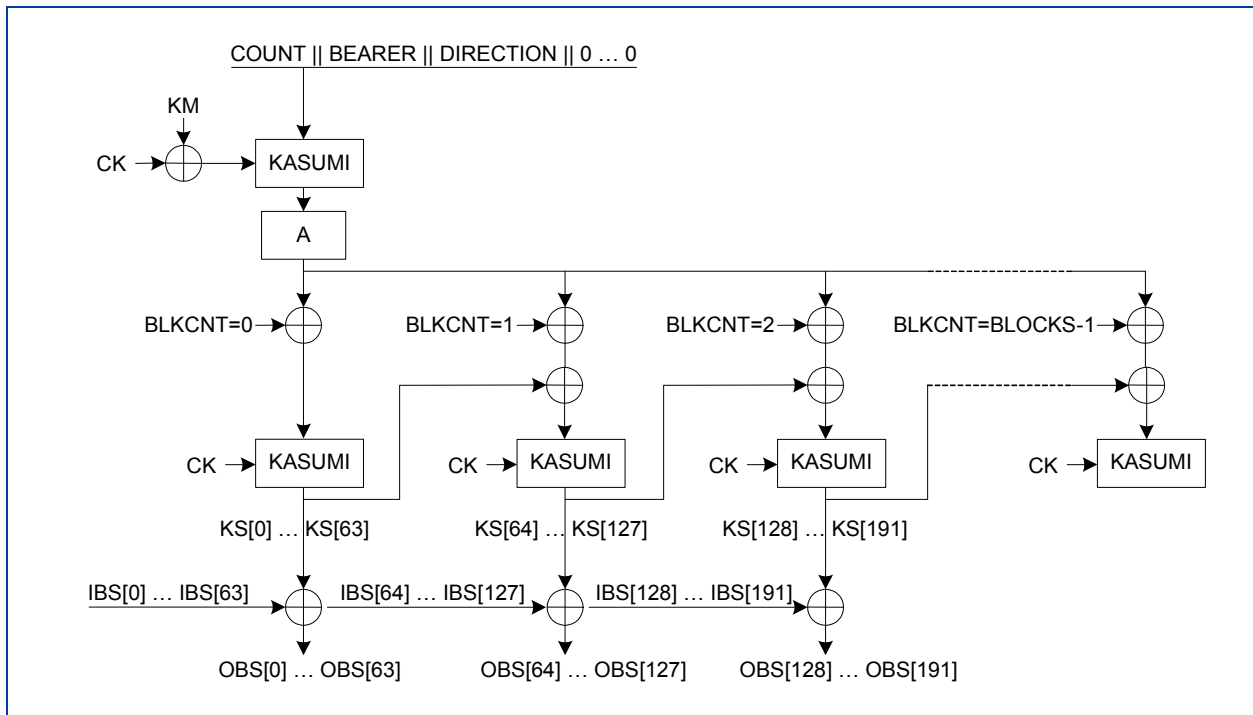 COUNT || BEARER || DIRECTION || 0 … 0
KM
CK
KASUMI
A
BLKCNT=0
BLKCNT=1
BLKCNT=2
BLKCNT=BLOCKS-1
CK
KASUMI
CK
KASUMI
CK
KASUMI
CK
KASUMI
KS[0] … KS[63]
KS[64] … KS[127]
KS[128] … KS[191]
IBS[0] … IBS[63]
IBS[64] … IBS[127]
IBS[128] … IBS[191]
OBS[0] … OBS[63]
OBS[64] … OBS[127]
OBS[128] … OBS[191]